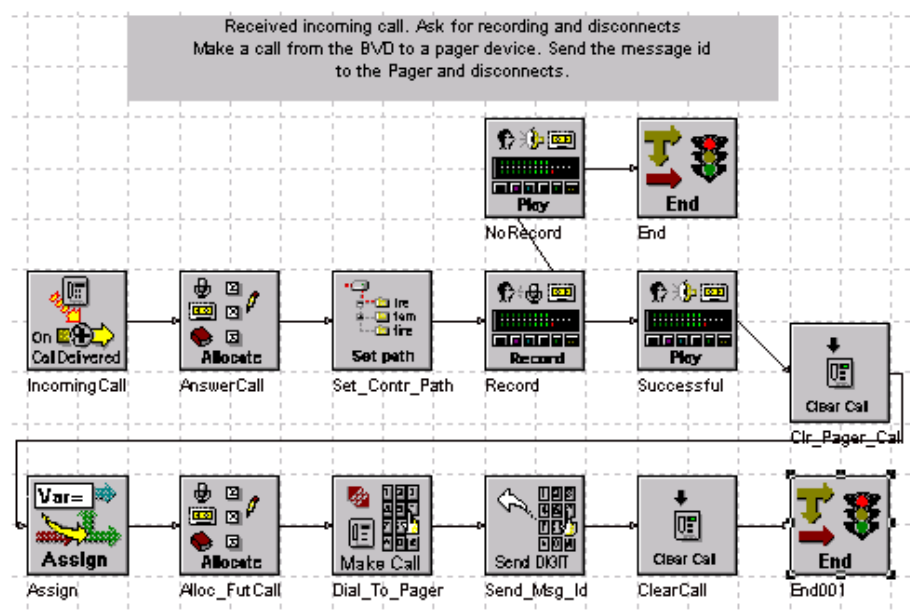 Received incoming call. Ask for recording and disconnects
Make a call from the BVD to a pager device. Send the message id
to the Pager and disconnects.
Play
End
NoRecord
End
On
Call Delivered
Allocate
Set path
Record
Play
IncomingCall
AnswerCall
Set_Contr_Path
Record
Successful
Clear Call
Clr_Pager_Call
Var=
Assign
Allocate
Make Call
Send DIGIT
Clear Call
End
Assign
Alloc_FutCall
Dial_To_Pager
Send_Msg_Id
ClearCall
End001